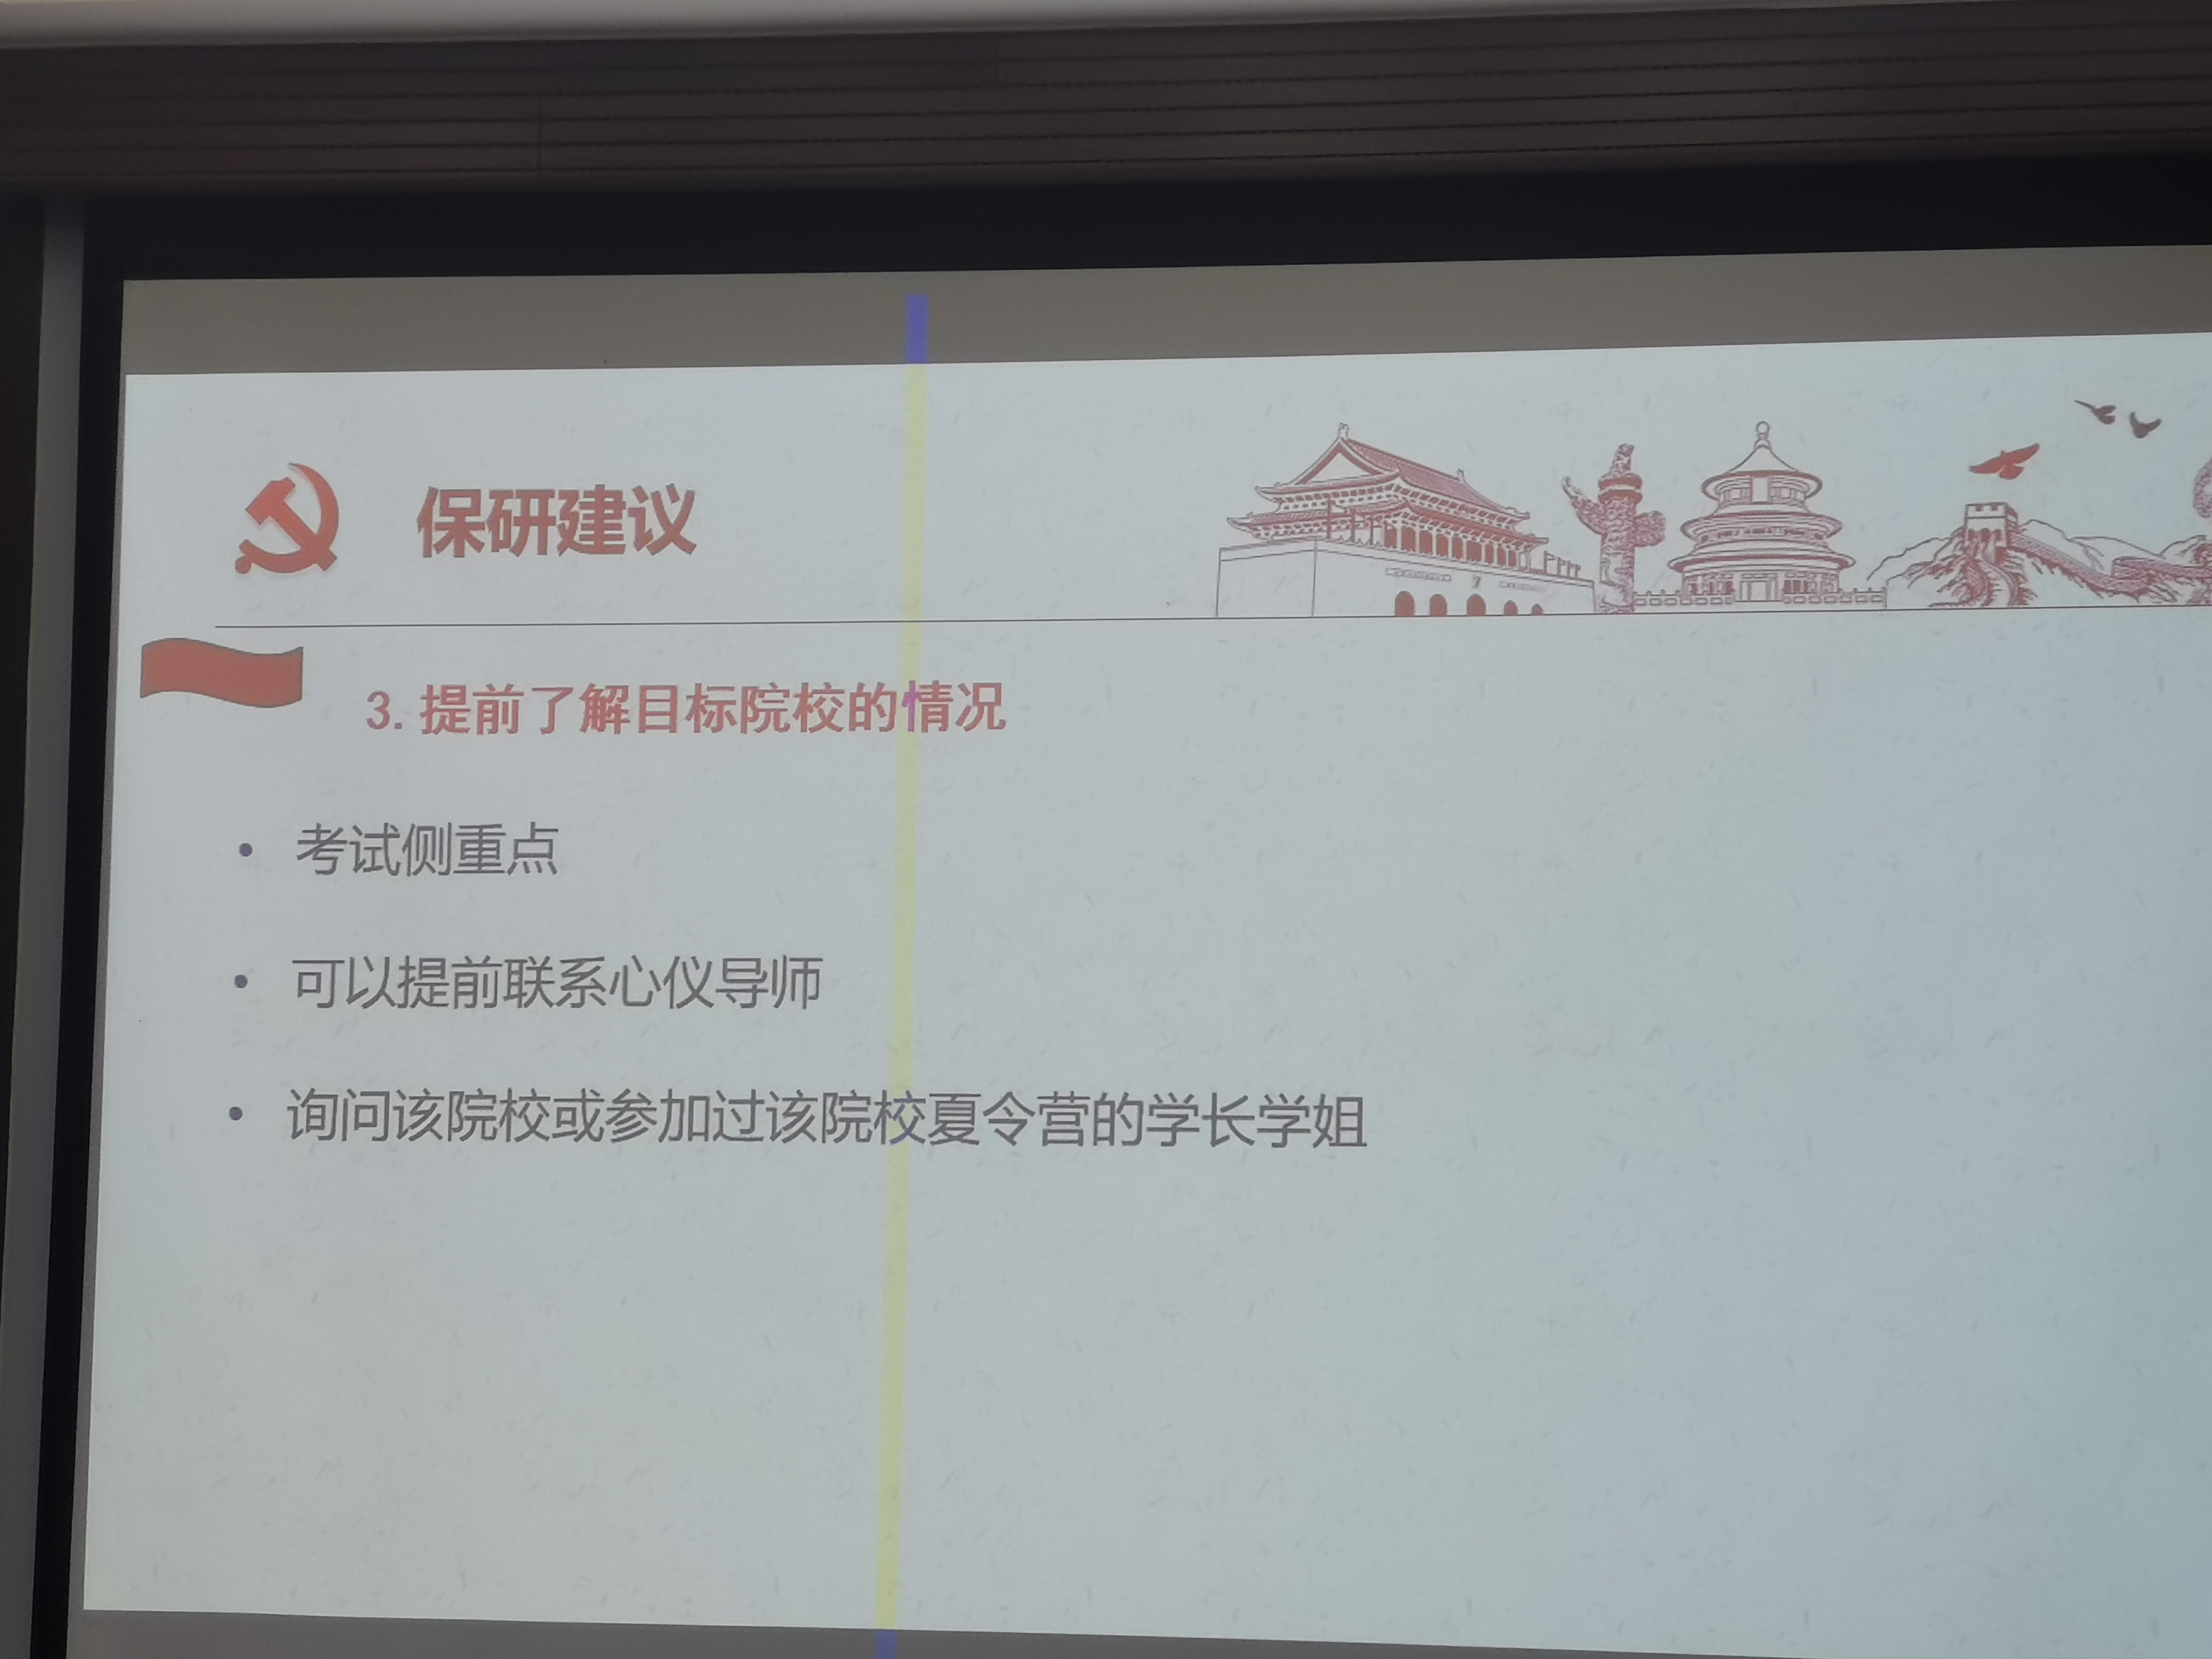 保研建议
3. 提前了解目标院校的情况
• 考试侧重点
• 可以提前联系心仪导师
• 询问该院校或参加过该院校夏令营的学长学姐